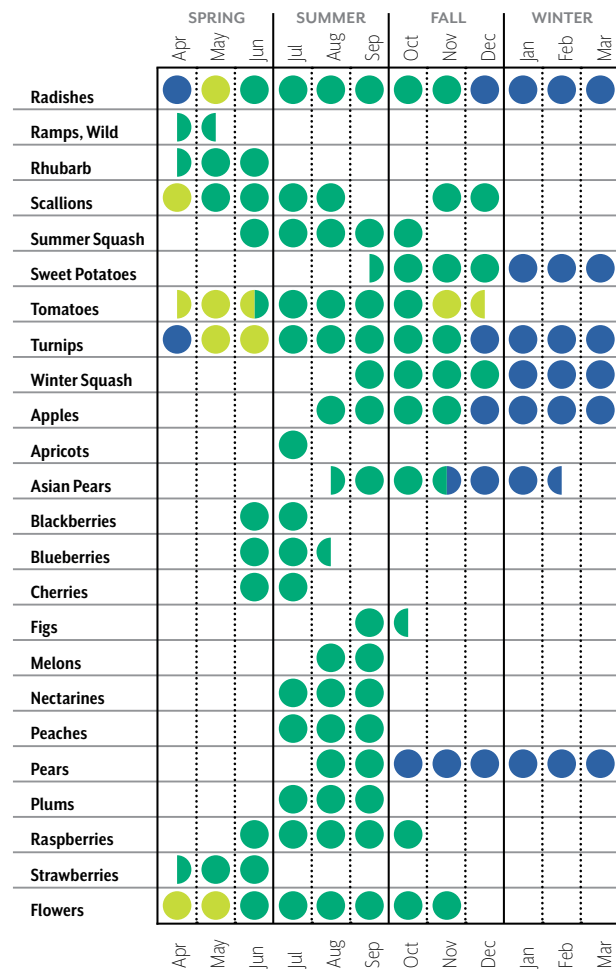 SPRING SUMMER FALL WINTER
Apr May Jun Jul Aug Sep Oct Nov Dec Jan Feb Mar
Radishes
Ramps, Wild
Rhubarb
Scallions
Summer Squash
Sweet Potatoes
Tomatoes
Turnips
Winter Squash
Apples
Apricots
Asian Pears
Blackberries
Blueberries
Cherries
Figs
Melons
Nectarines
Peaches
Pears
Plums
Raspberries
Strawberries
Flowers
Apr May Jun Jul Aug Sep Oct Nov Dec Jan Feb Mar